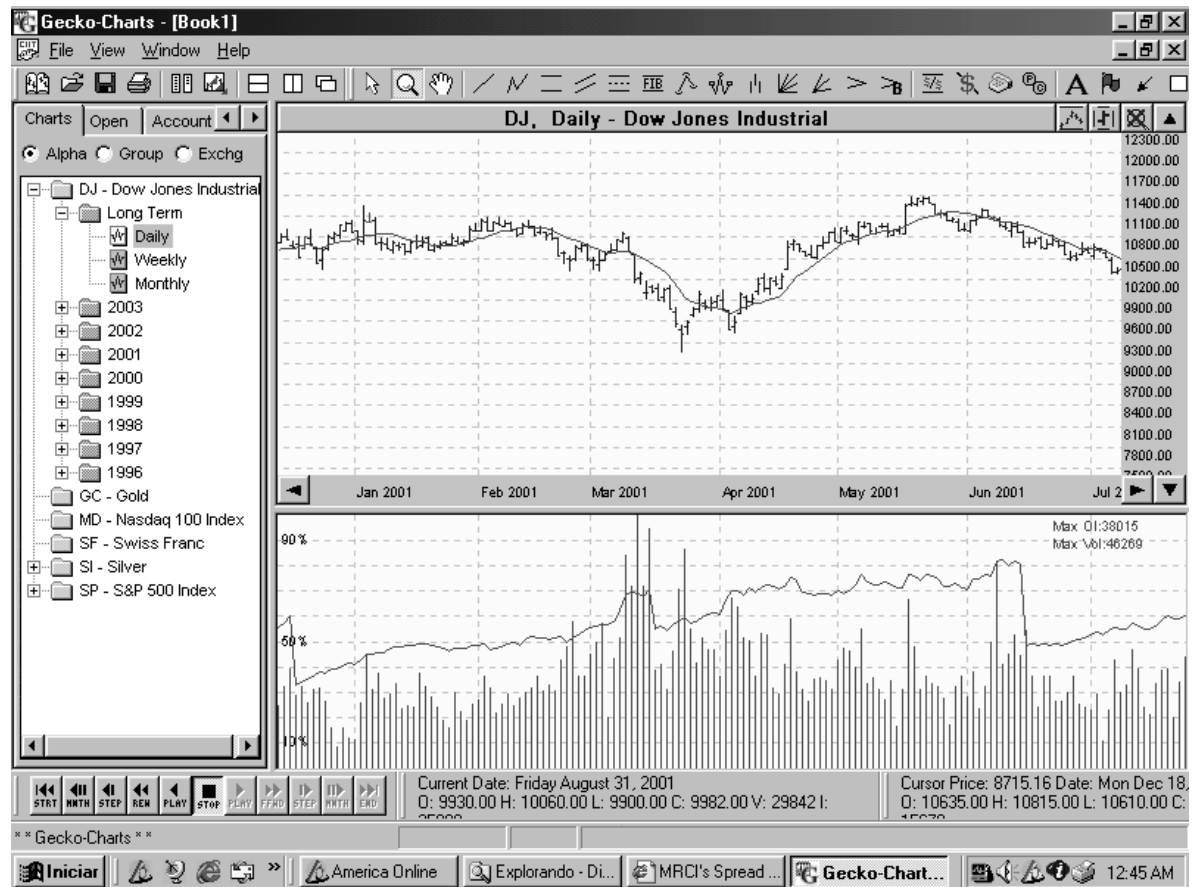 Gecko-Charts - [Book1]
File View Window Help
FIB
B
S/S
A
Charts Open Account
Alpha Group Exchg
DJ - Dow Jones Industrial
Long Term
Daily
Weekly
Monthly
2003
2002
2001
2000
1999
1998
1997
1996
GC - Gold
MD - Nasdaq 100 Index
SF - Swiss Franc
SI - Silver
SP - S&P 500 Index
DJ, Daily - Dow Jones Industrial
12300.00
12000.00
11700.00
11400.00
11100.00
10800.00
10500.00
10200.00
9900.00
9600.00
9300.00
9000.00
8700.00
8400.00
8100.00
7800.00
Jan 2001 Feb 2001 Mar 2001 Apr 2001 May 2001 Jun 2001 Jul 2
Max OI:38015
Max Vol:46269
90%
50%
10%
STRT MNTH STEP REW PLAY STOP PLAY FFWD STEP MNTH END
Current Date: Friday August 31, 2001
O: 9930.00 H: 10060.00 L: 9900.00 C: 9982.00 V: 29842 I:
Cursor Price: 8715.16 Date: Mon Dec 18,
O: 10635.00 H: 10815.00 L: 10610.00 C:
* * Gecko-Charts * *
Iniciar » America Online Explorando - Di... MRCI's Spread ... Gecko-Chart... 12:45 AM